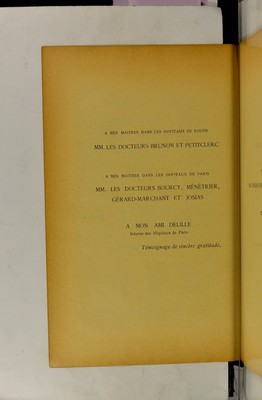 A MES MAITRES DANS LES HOPITAUX DE ROUEN
MM. LES DOCTEURS BRUNON ET PETITCLERC
A MES MAITRES DANS LES HOPITAUX DE PARIS
MM. LES DOCTEURS BOURCY, MÉNÉTRIER,
GÉRARD-MARCHANT ET JOSIAS
A MON AMI DELILLE
Interne des Hôpitaux de Paris
Témoignage de sincère gratitude.